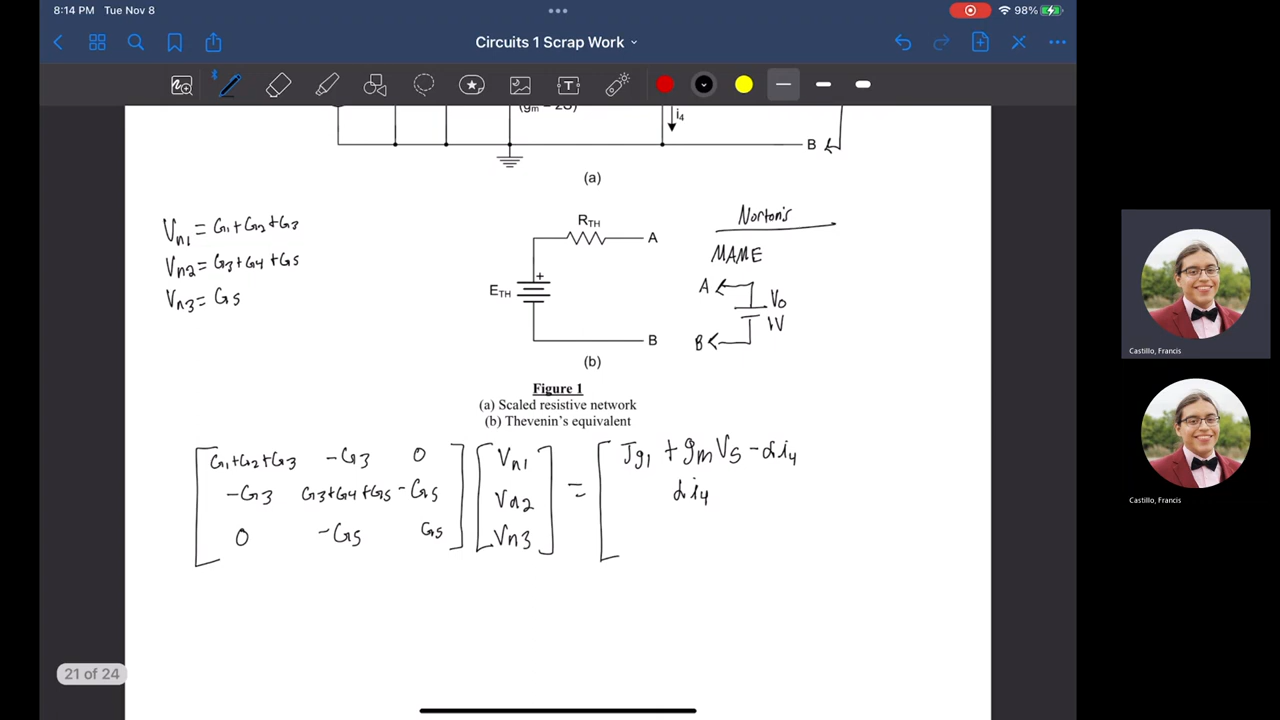 8:14 PM Tue Nov 8
98%
Circuits 1 Scrap Work
T
i4
B
(a)
Vn1 = G1+G2+G3
Vn2= G3+G4+G5
Vn3= G5
RTH
A
+
ETH
B
(b)
Norton's
MAME
A
V0
1V
B
Figure 1
(a) Scaled resistive network
(b) Thevenin's equivalent
G1+G2+G3 -G3 0
-G3 G3+G4+G5 -G5
0 -G5 G5
Vn1
Vn2
Vn3
=
Jg1 + gmV5 - αi4
αi4
21 of 24
Castillo, Francis
Castillo, Francis